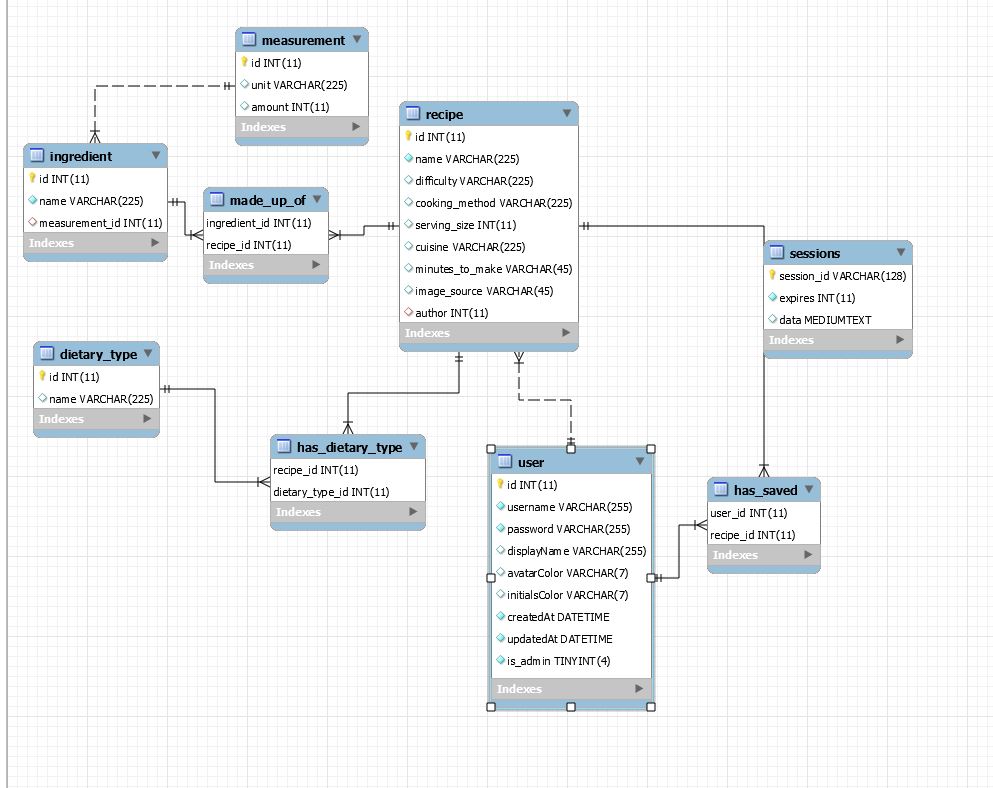 measurement
id INT(11)
unit VARCHAR(225)
amount INT(11)
Indexes
recipe
id INT(11)
name VARCHAR(225)
difficulty VARCHAR(225)
cooking_method VARCHAR(225)
serving_size INT(11)
cuisine VARCHAR(225)
minutes_to_make VARCHAR(45)
image_source VARCHAR(45)
author INT(11)
Indexes
ingredient
id INT(11)
name VARCHAR(225)
measurement_id INT(11)
Indexes
made_up_of
ingredient_id INT(11)
recipe_id INT(11)
Indexes
sessions
session_id VARCHAR(128)
expires INT(11)
data MEDIUMTEXT
Indexes
dietary_type
id INT(11)
name VARCHAR(225)
Indexes
has_dietary_type
recipe_id INT(11)
dietary_type_id INT(11)
Indexes
user
id INT(11)
username VARCHAR(255)
password VARCHAR(255)
displayName VARCHAR(255)
avatarColor VARCHAR(7)
initialsColor VARCHAR(7)
createdAt DATETIME
updatedAt DATETIME
is_admin TINYINT(4)
Indexes
has_saved
user_id INT(11)
recipe_id INT(11)
Indexes